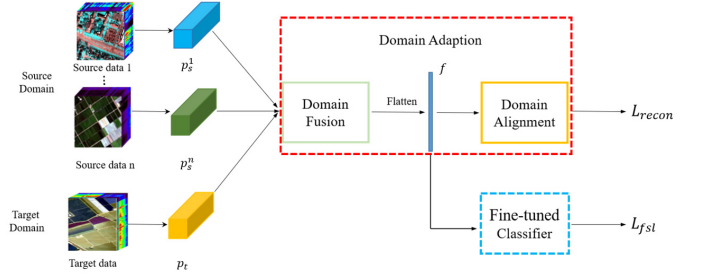 Source
Domain
Source data 1
⋮
p_s^1
Source data n
p_s^n
Target
Domain
Target data
p_t
Domain Adaption
Domain
Fusion
Flatten
f
Domain
Alignment
L_recon
Fine-tuned
Classifier
L_fsl